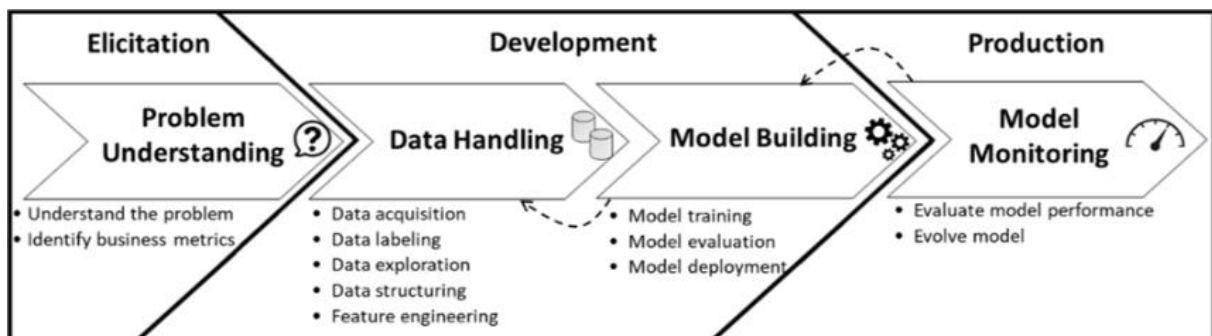 Elicitation
Development
Production
Problem
Understanding
?
Data Handling
Model Building
Model
Monitoring
• Understand the problem
• Identify business metrics
• Data acquisition
• Data labeling
• Data exploration
• Data structuring
• Feature engineering
• Model training
• Model evaluation
• Model deployment
• Evaluate model performance
• Evolve model